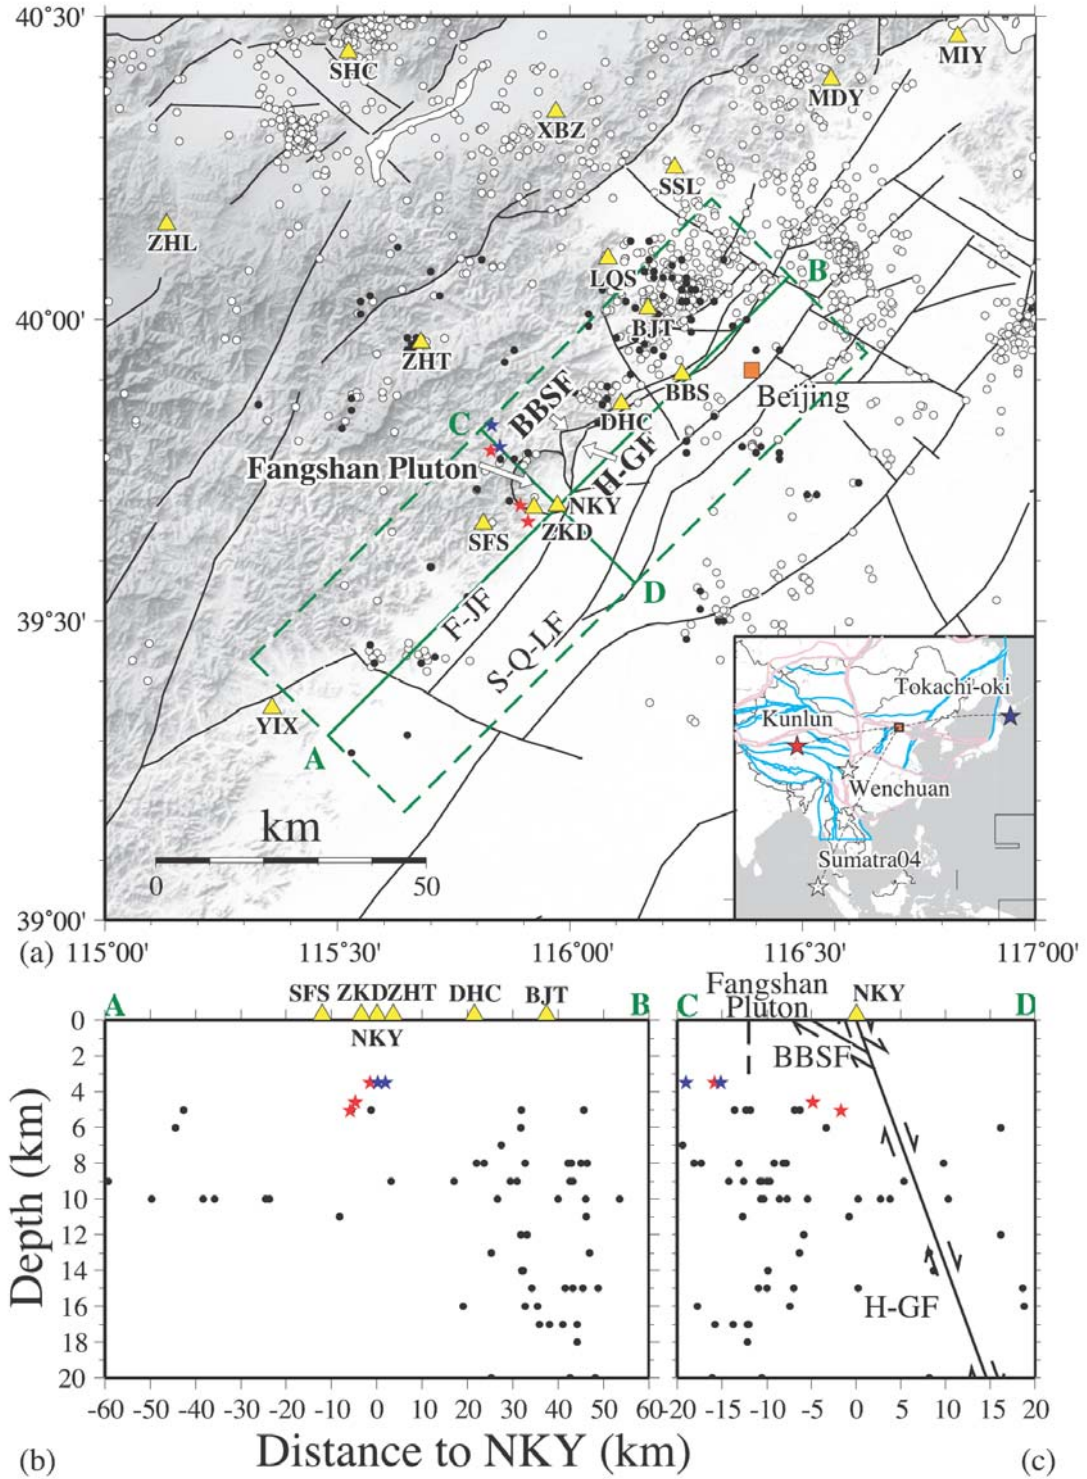 40°30'
SHC
MIY
MDY
XBZ
SSL
ZHL
LQS
B
40°00'
BJT
ZHT
BBS
Beijing
BBSF
DHC
C
H-GF
Fangshan Pluton
NKY
ZKD
SFS
D
39°30'
F-JF
S-Q-LF
YIX
A
Tokachi-oki
Kunlun
Wenchuan
Sumatra04
km
0 50
39°00'
(a) 115°00' 115°30' 116°00' 116°30' 117°00'
A SFS ZKD ZHT DHC BJT B
NKY
C Fangshan Pluton NKY D
BBSF
H-GF
0
2
4
6
8
10
12
14
16
18
20
Depth (km)
-60 -50 -40 -30 -20 -10 0 10 20 30 40 50 60
-20 -15 -10 -5 0 5 10 15 20
(b) Distance to NKY (km) (c)